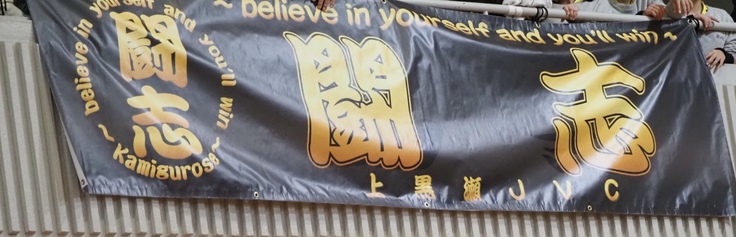 believe in yourself and you'll win
闘志
~ Kamigurose ~
~ believe in yourself and you'll win ~
闘志
上黒瀬JVC